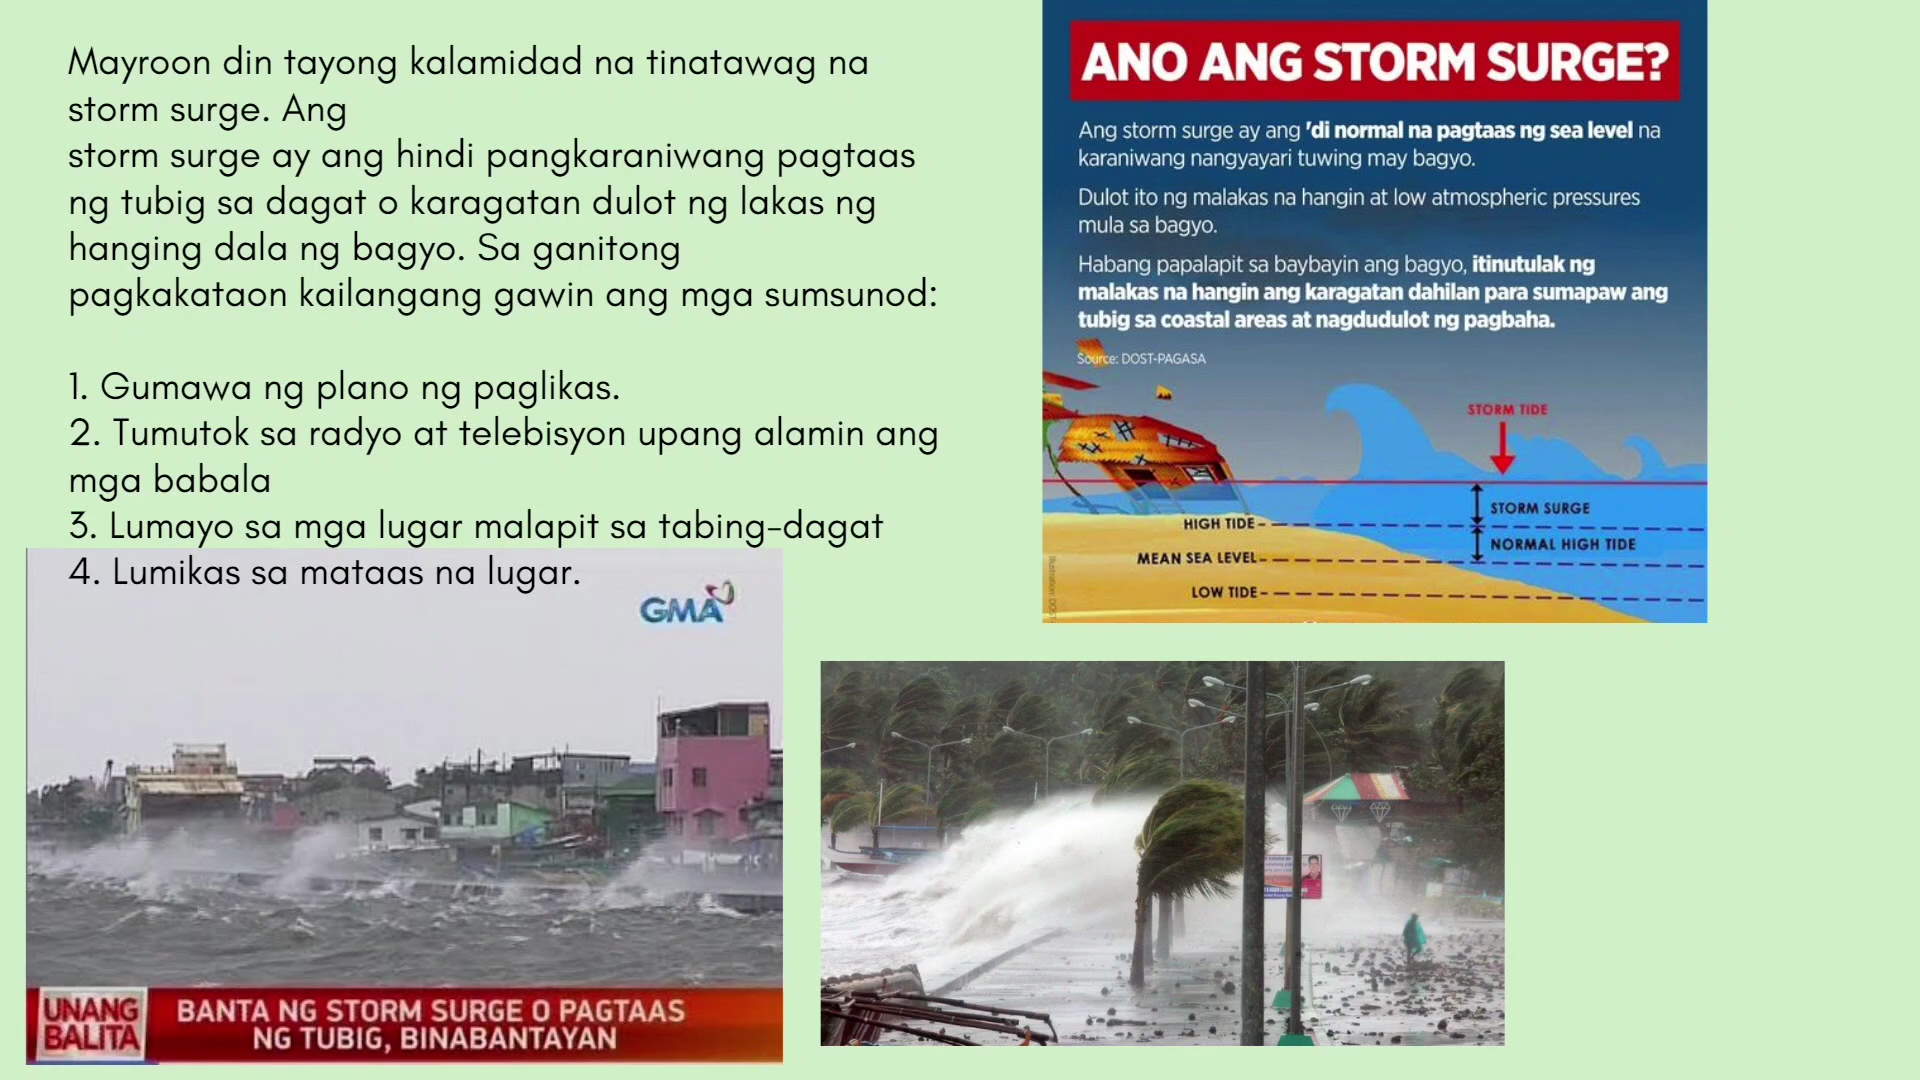 Mayroon din tayong kalamidad na tinatawag na
storm surge. Ang
storm surge ay ang hindi pangkaraniwang pagtaas
ng tubig sa dagat o karagatan dulot ng lakas ng
hanging dala ng bagyo. Sa ganitong
pagkakataon kailangang gawin ang mga sumsunod:
1. Gumawa ng plano ng paglikas.
2. Tumutok sa radyo at telebisyon upang alamin ang
mga babala
3. Lumayo sa mga lugar malapit sa tabing-dagat
4. Lumikas sa mataas na lugar.
ANO ANG STORM SURGE?
Ang storm surge ay ang 'di normal na pagtaas ng sea level na
karaniwang nangyayari tuwing may bagyo.
Dulot ito ng malakas na hangin at low atmospheric pressures
mula sa bagyo.
Habang papalapit sa baybayin ang bagyo, itinutulak ng
malakas na hangin ang karagatan dahilan para sumapaw ang
tubig sa coastal areas at nagdudulot ng pagbaha.
Source: DOST-PAGASA
STORM TIDE
STORM SURGE
HIGH TIDE
NORMAL HIGH TIDE
MEAN SEA LEVEL
LOW TIDE
GMA
UNANG
BALITA
BANTA NG STORM SURGE O PAGTAAS
NG TUBIG, BINABANTAYAN